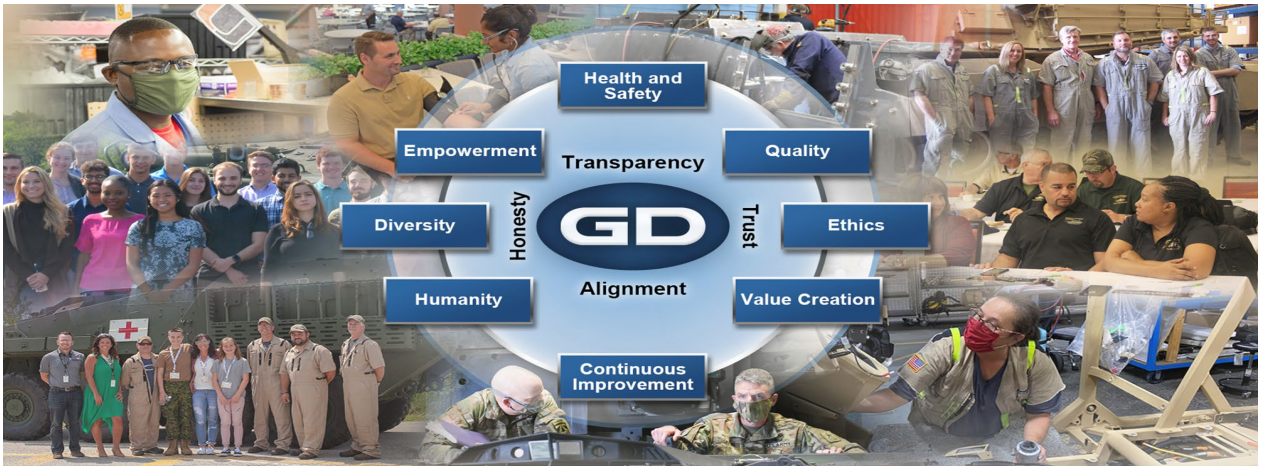 Health and
Safety
Empowerment
Transparency
Quality
Diversity
Honesty
GD
Trust
Ethics
Humanity
Alignment
Value Creation
Continuous
Improvement